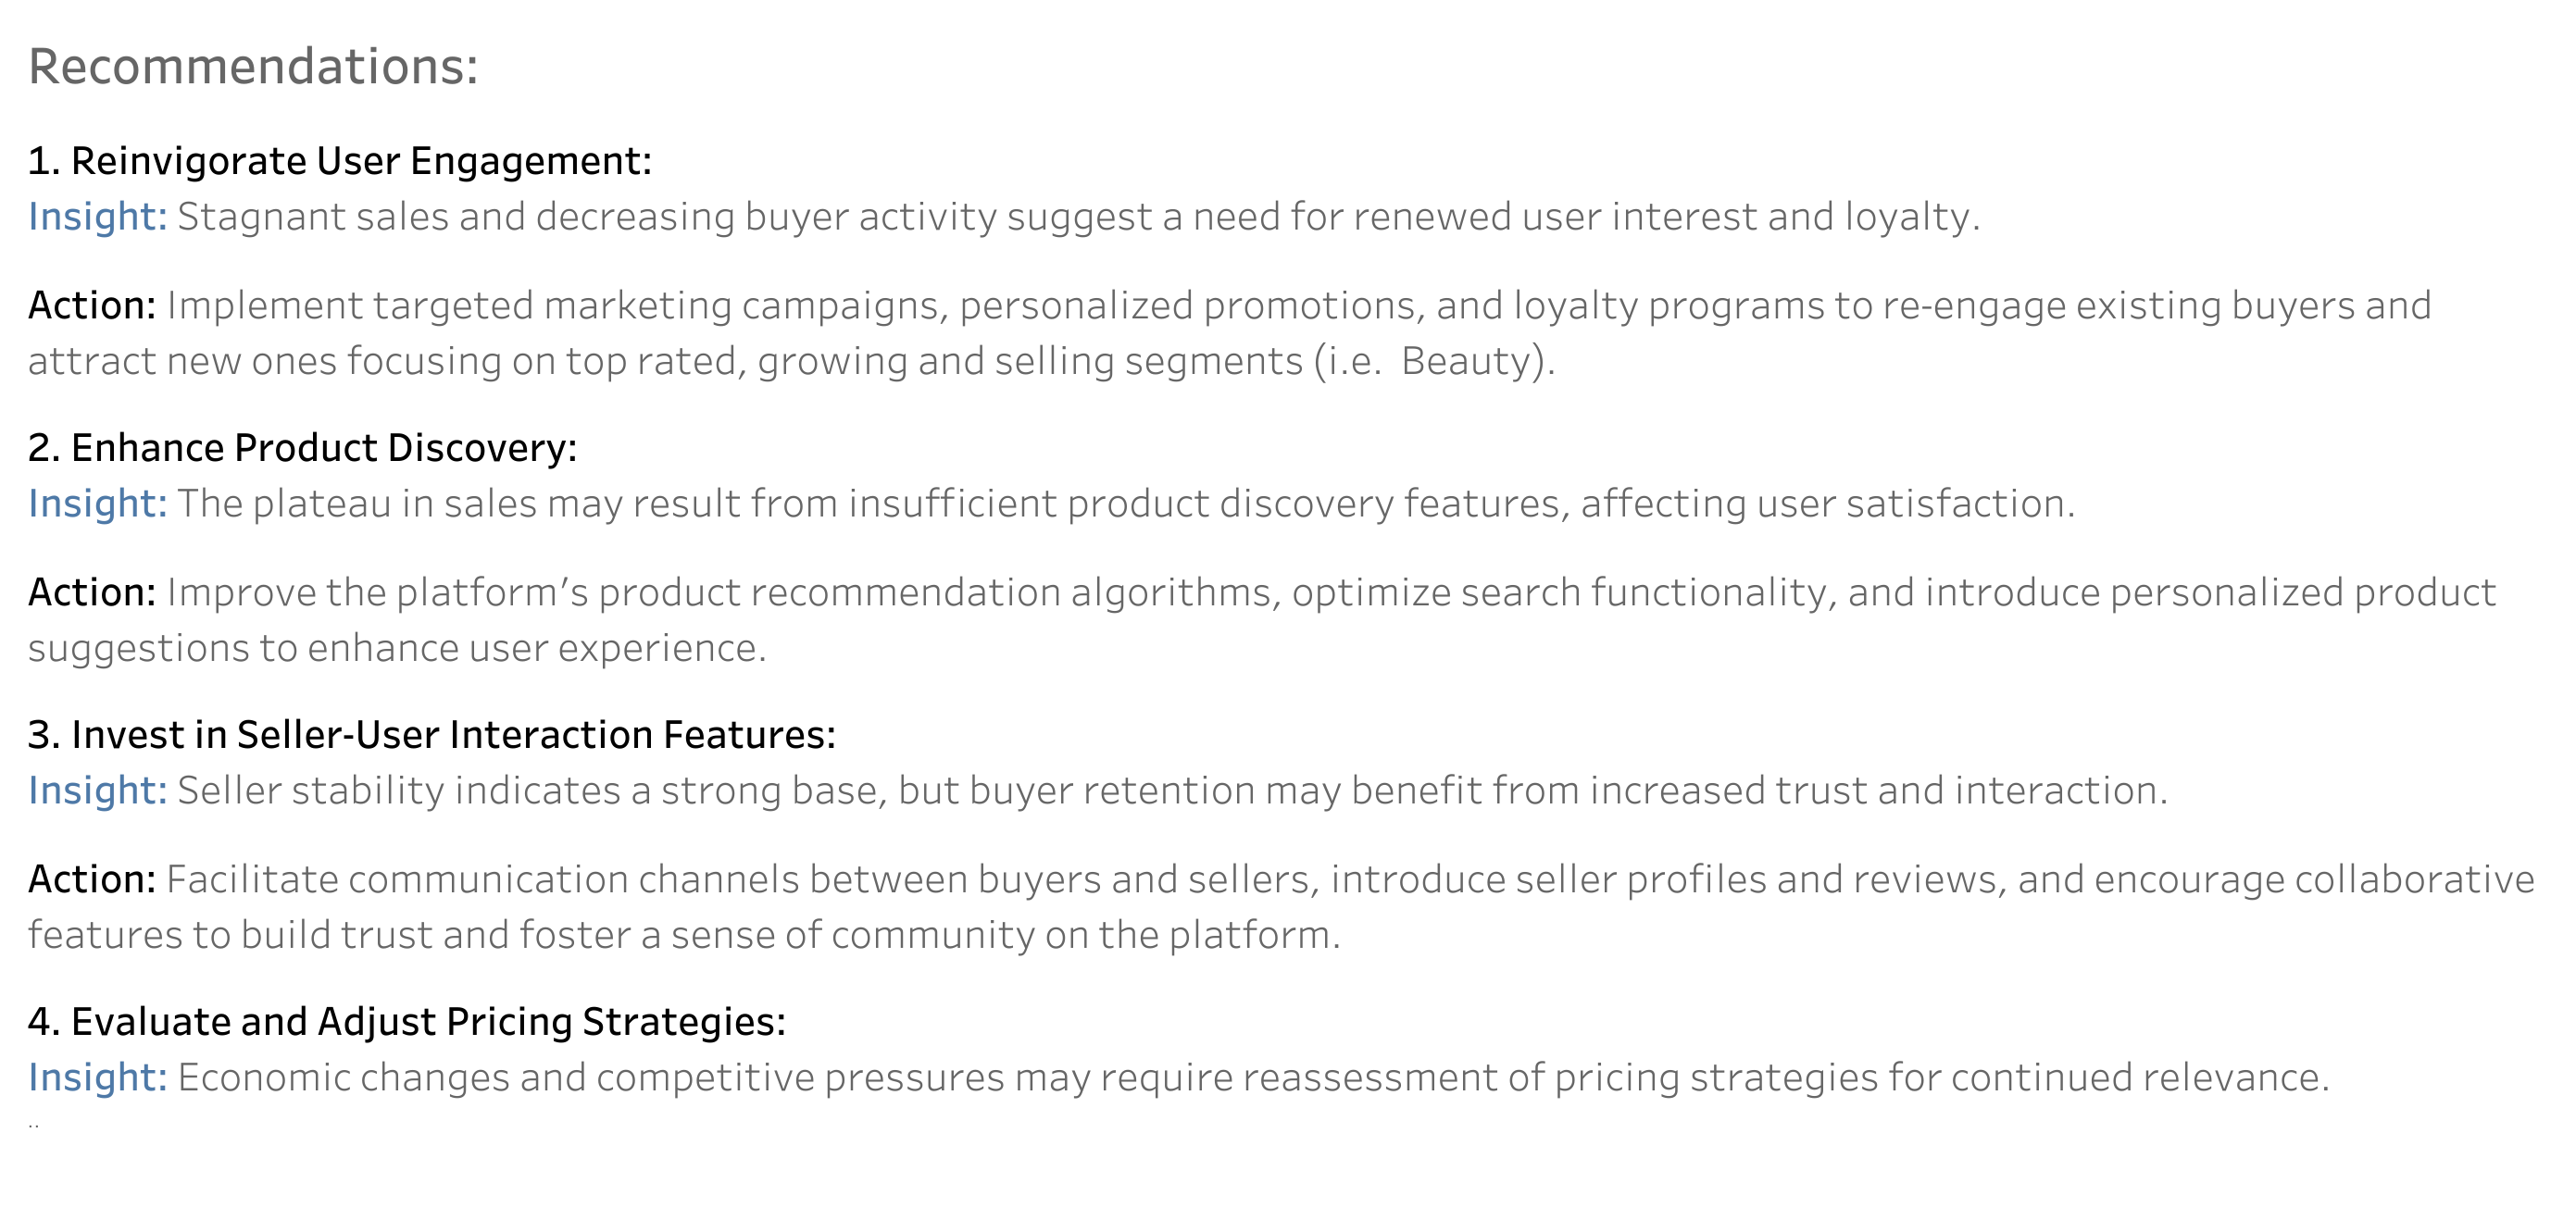 Recommendations:
1. Reinvigorate User Engagement:
Insight: Stagnant sales and decreasing buyer activity suggest a need for renewed user interest and loyalty.
Action: Implement targeted marketing campaigns, personalized promotions, and loyalty programs to re-engage existing buyers and
attract new ones focusing on top rated, growing and selling segments (i.e.  Beauty).
2. Enhance Product Discovery:
Insight: The plateau in sales may result from insufficient product discovery features, affecting user satisfaction.
Action: Improve the platform’s product recommendation algorithms, optimize search functionality, and introduce personalized product
suggestions to enhance user experience.
3. Invest in Seller-User Interaction Features:
Insight: Seller stability indicates a strong base, but buyer retention may benefit from increased trust and interaction.
Action: Facilitate communication channels between buyers and sellers, introduce seller profiles and reviews, and encourage collaborative
features to build trust and foster a sense of community on the platform.
4. Evaluate and Adjust Pricing Strategies:
Insight: Economic changes and competitive pressures may require reassessment of pricing strategies for continued relevance.
..